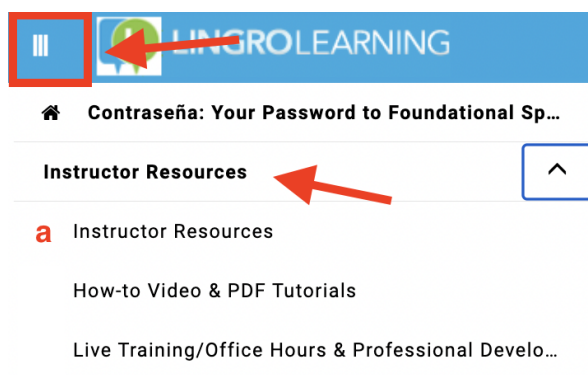 LINGROLEARNING
Contraseña: Your Password to Foundational Sp…
Instructor Resources
a Instructor Resources
How-to Video & PDF Tutorials
Live Training/Office Hours & Professional Develo…